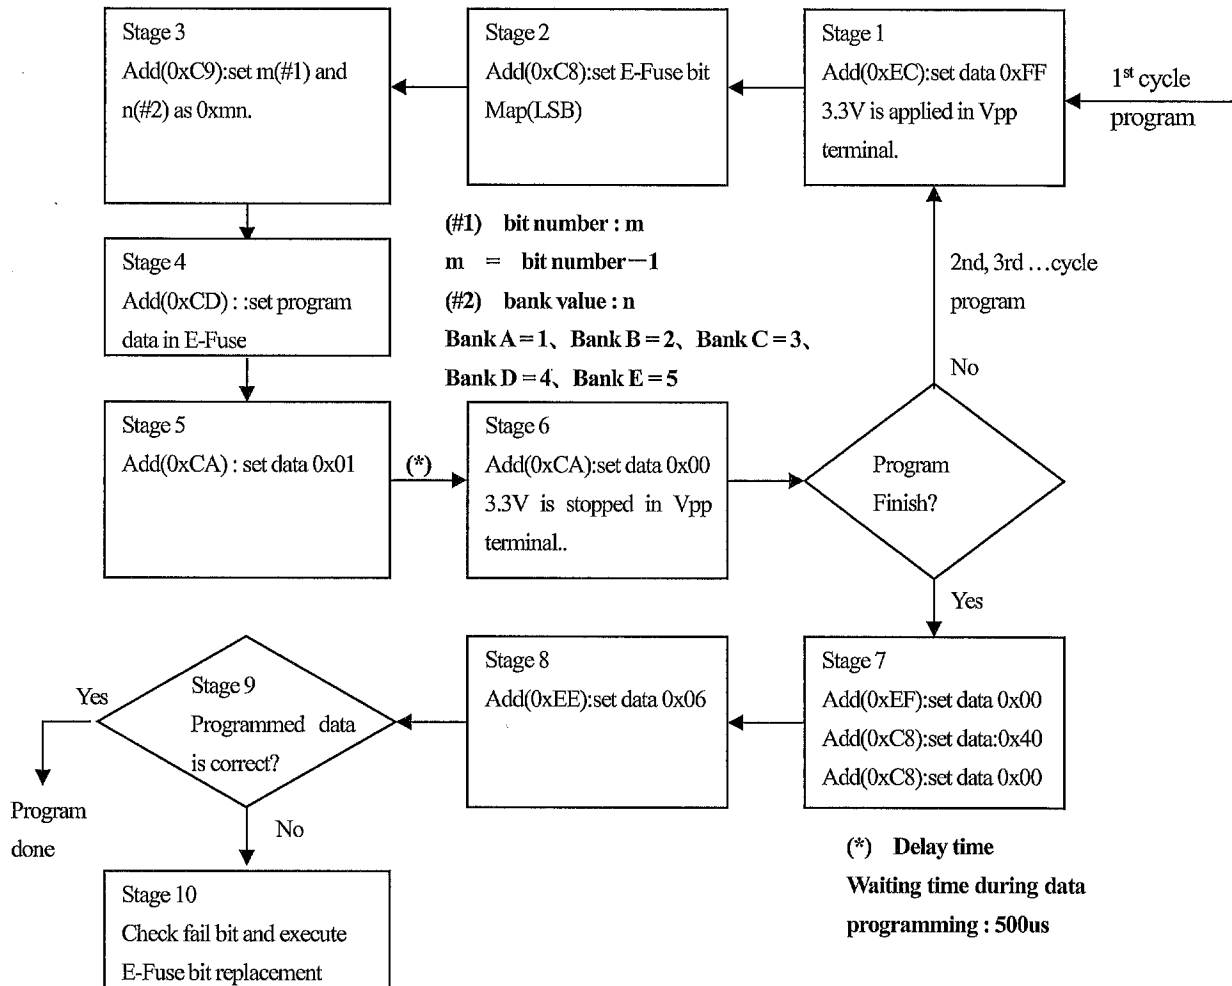 Stage 3
Add(0xC9):set m(#1) and
n(#2) as 0xmn.
Stage 2
Add(0xC8):set E-Fuse bit
Map(LSB)
Stage 1
Add(0xEC):set data 0xFF
3.3V is applied in Vpp
terminal.
1st cycle
program
(#1) bit number : m
m = bit number－1
(#2) bank value : n
Bank A = 1、Bank B = 2、Bank C = 3、
Bank D = 4、Bank E = 5
2nd, 3rd …cycle
program
Stage 4
Add(0xCD) : :set program
data in E-Fuse
No
Stage 5
Add(0xCA) : set data 0x01
(*)
Stage 6
Add(0xCA):set data 0x00
3.3V is stopped in Vpp
terminal..
Program
Finish?
Yes
Stage 7
Add(0xEF):set data 0x00
Add(0xC8):set data:0x40
Add(0xC8):set data 0x00
Stage 8
Add(0xEE):set data 0x06
Stage 9
Programmed data
is correct?
Yes
Program
done
No
Stage 10
Check fail bit and execute
E-Fuse bit replacement
(*) Delay time
Waiting time during data
programming : 500us